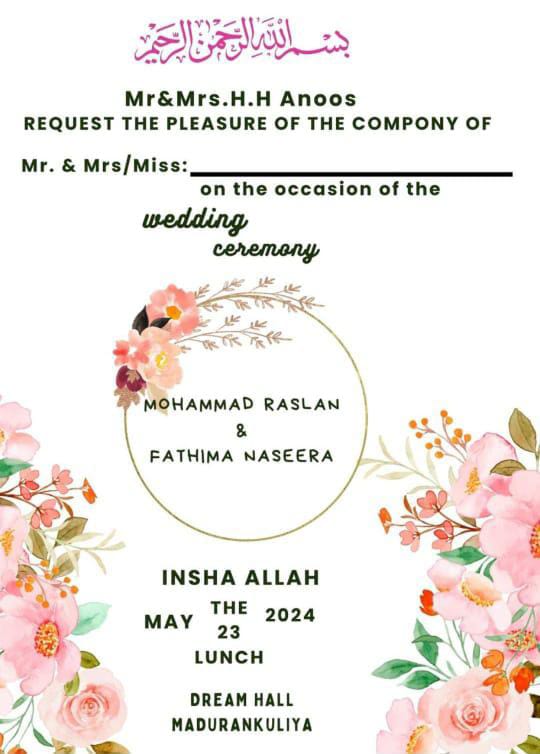 بسم الله الرحمن الرحيم
Mr&Mrs.H.H Anoos
REQUEST THE PLEASURE OF THE COMPONY OF
Mr. & Mrs/Miss:
on the occasion of the
wedding
ceremony
MOHAMMAD RASLAN
&
FATHIMA NASEERA
INSHA ALLAH
MAY THE 23 2024
LUNCH
DREAM HALL
MADURANKULIYA